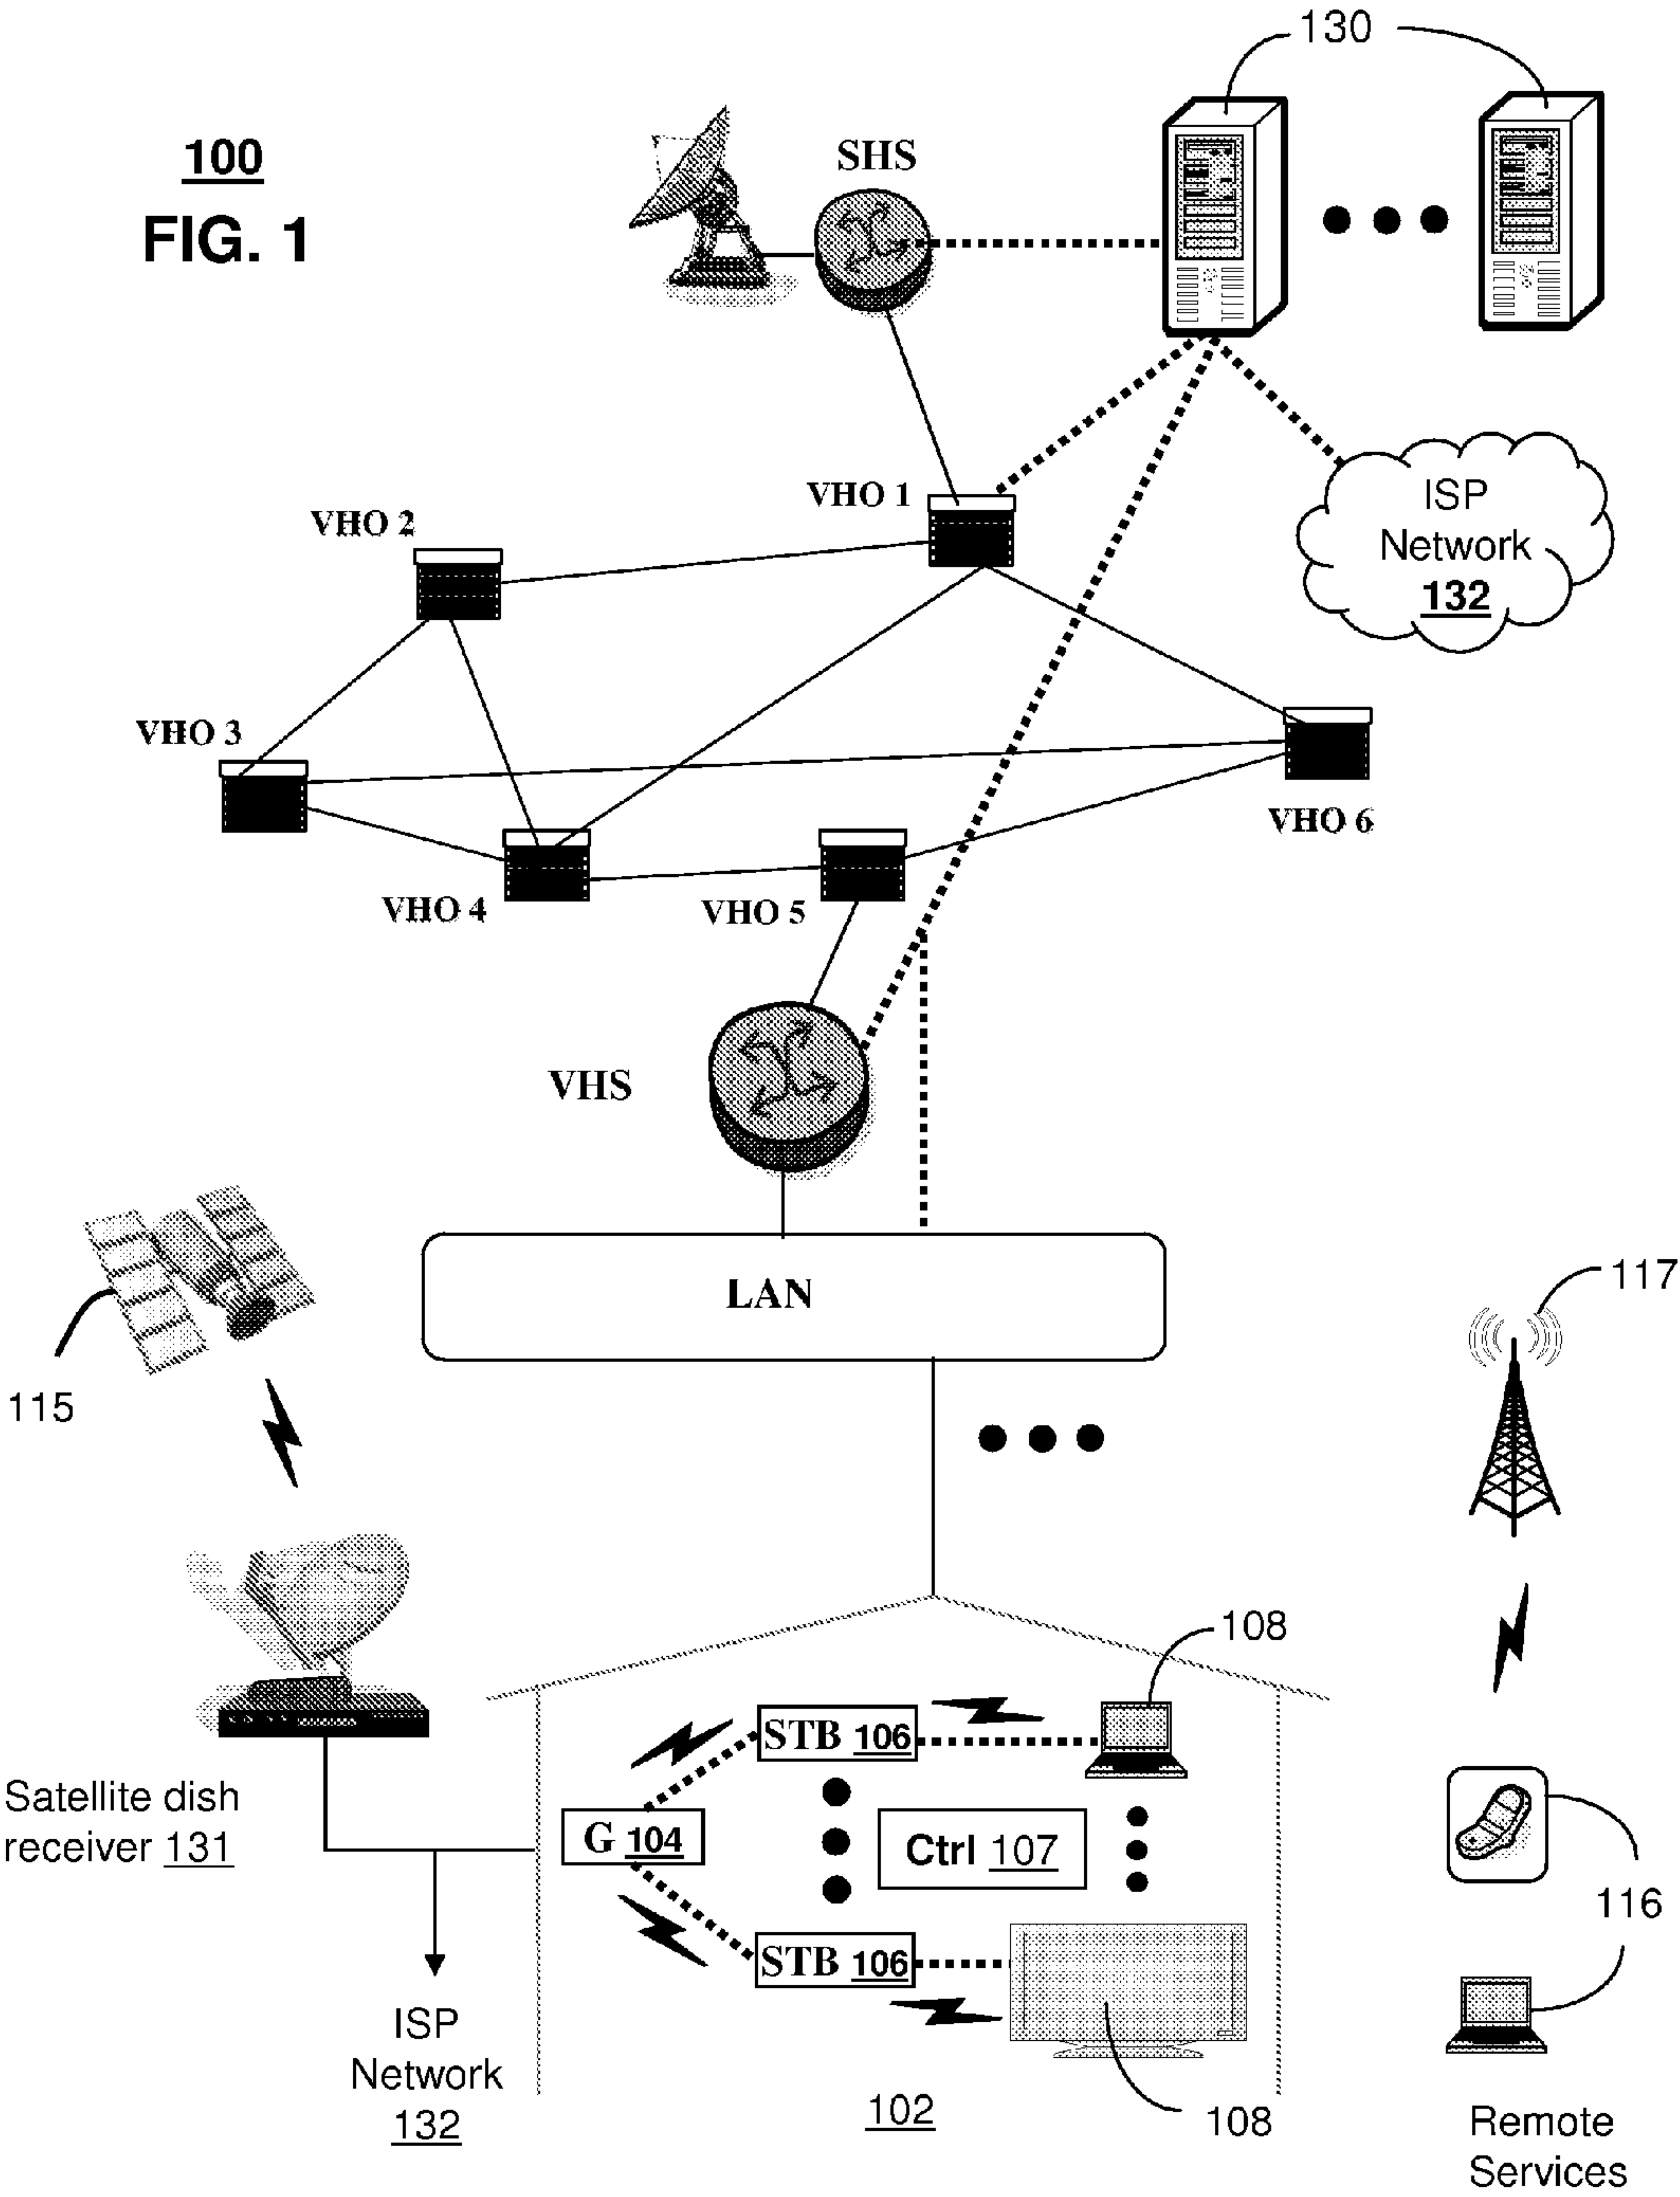 130
100
FIG. 1
SHS
ISP
Network
132
VHO 1
VHO 2
VHO 3
VHO 6
VHO 4
VHO 5
VHS
LAN
117
115
108
STB 106
Satellite dish
receiver 131
G 104
Ctrl 107
116
STB 106
ISP
Network
132
102
108
Remote
Services